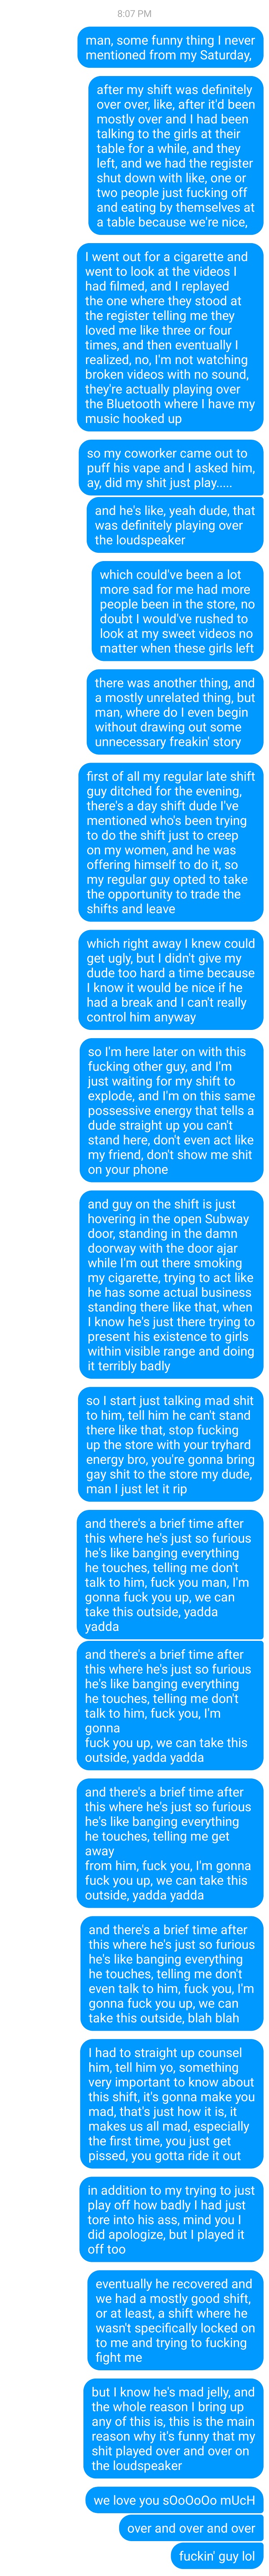 8:07 PM
man, some funny thing I never
mentioned from my Saturday,
after my shift was definitely
over over, like, after it'd been
mostly over and I had been
talking to the girls at their
table for a while, and they
left, and we had the register
shut down with like, one or
two people just fucking off
and eating by themselves at
a table because we're nice,
I went out for a cigarette and
went to look at the videos I
had filmed, and I replayed
the one where they stood at
the register telling me they
loved me like three or four
times, and then eventually I
realized, no, I'm not watching
broken videos with no sound,
they're actually playing over
the Bluetooth where I have my
music hooked up
so my coworker came out to
puff his vape and I asked him,
ay, did my shit just play.....
and he's like, yeah dude, that
was definitely playing over
the loudspeaker
which could've been a lot
more sad for me had more
people been in the store, no
doubt I would've rushed to
look at my sweet videos no
matter when these girls left
there was another thing, and
a mostly unrelated thing, but
man, where do I even begin
without drawing out some
unnecessary freakin' story
first of all my regular late shift
guy ditched for the evening,
there's a day shift dude I've
mentioned who's been trying
to do the shift just to creep
on my women, and he was
offering himself to do it, so
my regular guy opted to take
the opportunity to trade the
shifts and leave
which right away I knew could
get ugly, but I didn't give my
dude too hard a time because
I know it would be nice if he
had a break and I can't really
control him anyway
so I'm here later on with this
fucking other guy, and I'm
just waiting for my shift to
explode, and I'm on this same
possessive energy that tells a
dude straight up you can't
stand here, don't even act like
my friend, don't show me shit
on your phone
and guy on the shift is just
hovering in the open Subway
door, standing in the damn
doorway with the door ajar
while I'm out there smoking
my cigarette, trying to act like
he has some actual business
standing there like that, when
I know he's just there trying to
present his existence to girls
within visible range and doing
it terribly badly
so I start just talking mad shit
to him, tell him he can't stand
there like that, stop fucking
up the store with your tryhard
energy bro, you're gonna bring
gay shit to the store my dude,
man I just let it rip
and there's a brief time after
this where he's just so furious
he's like banging everything
he touches, telling me don't
talk to him, fuck you man, I'm
gonna fuck you up, we can
take this outside, yadda
yadda
and there's a brief time after
this where he's just so furious
he's like banging everything
he touches, telling me don't
talk to him, fuck you, I'm
gonna
fuck you up, we can take this
outside, yadda yadda
and there's a brief time after
this where he's just so furious
he's like banging everything
he touches, telling me get
away
from him, fuck you, I'm gonna
fuck you up, we can take this
outside, yadda yadda
and there's a brief time after
this where he's just so furious
he's like banging everything
he touches, telling me don't
even talk to him, fuck you, I'm
gonna fuck you up, we can
take this outside, blah blah
I had to straight up counsel
him, tell him yo, something
very important to know about
this shift, it's gonna make you
mad, that's just how it is, it
makes us all mad, especially
the first time, you just get
pissed, you gotta ride it out
in addition to my trying to just
play off how badly I had just
tore into his ass, mind you I
did apologize, but I played it
off too
eventually he recovered and
we had a mostly good shift,
or at least, a shift where he
wasn't specifically locked on
to me and trying to fucking
fight me
but I know he's mad jelly, and
the whole reason I bring up
any of this is, this is the main
reason why it's funny that my
shit played over and over on
the loudspeaker
we love you sOoOoOo mUcH
over and over and over
fuckin' guy lol